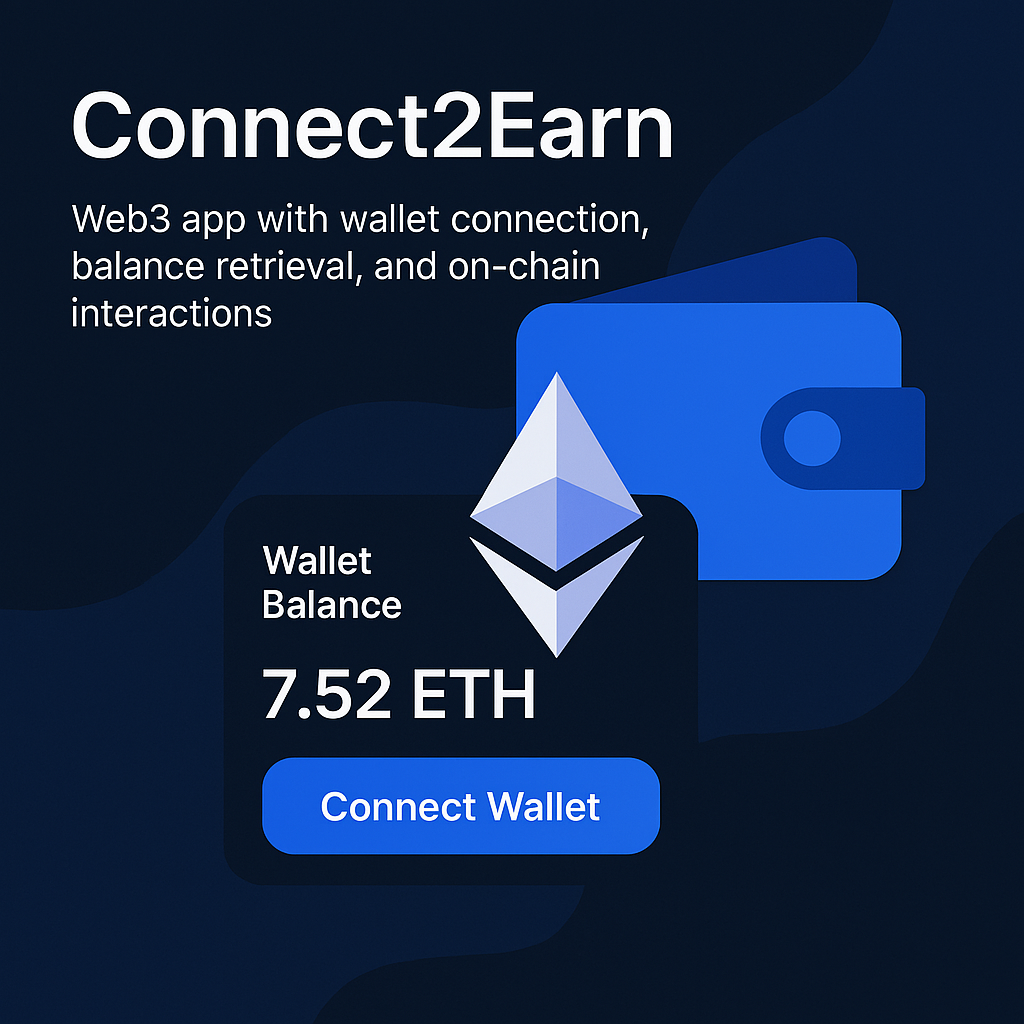 Connect2Earn
Web3 app with wallet connection,
balance retrieval, and on-chain
interactions
Wallet
Balance
7.52 ETH
Connect Wallet